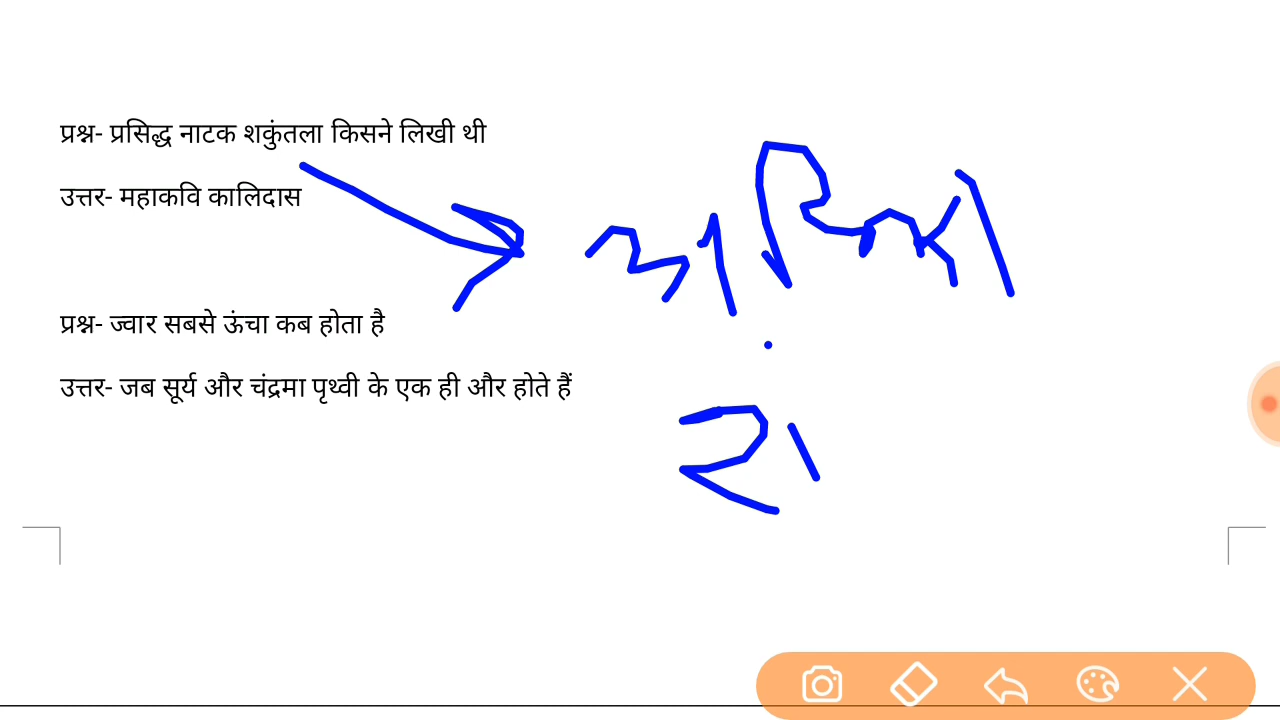 प्रश्न- प्रसिद्ध नाटक शकुंतला किसने लिखी थी
उत्तर- महाकवि कालिदास
प्रश्न- ज्वार सबसे ऊंचा कब होता है
उत्तर- जब सूर्य और चंद्रमा पृथ्वी के एक ही और होते हैं